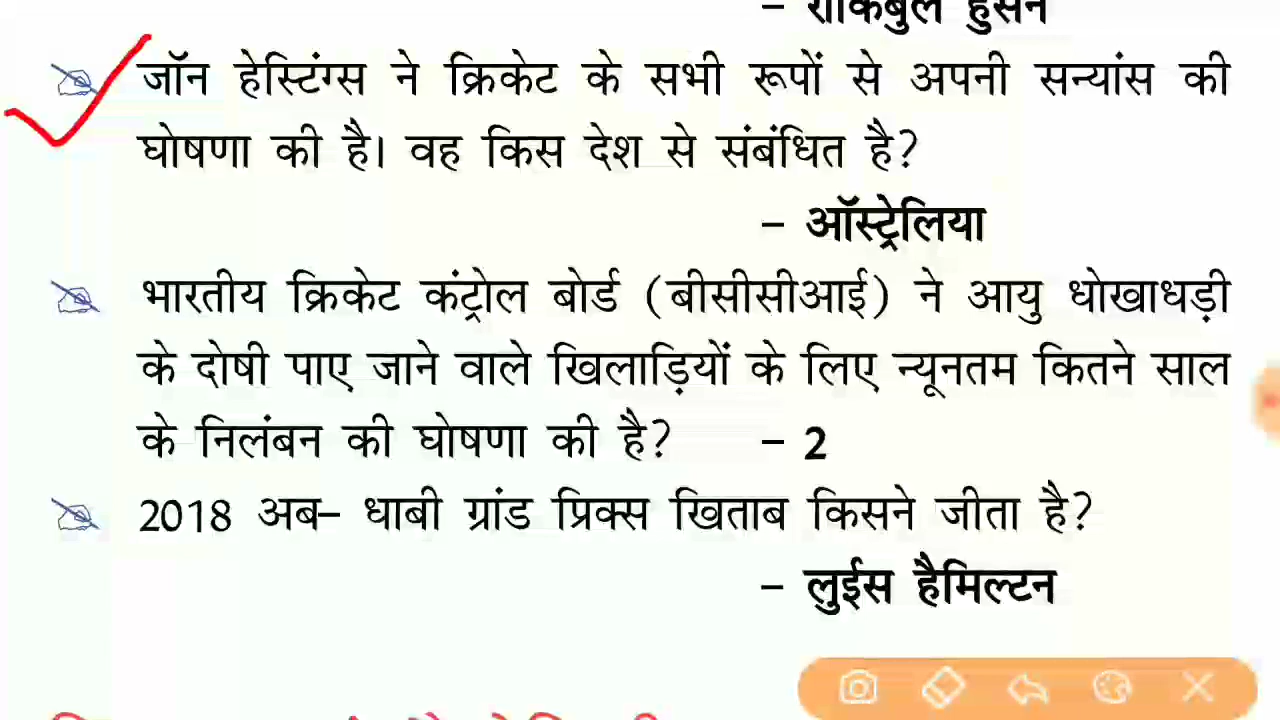 – राकिबुल हुसैन
जॉन हेस्टिंग्स ने क्रिकेट के सभी रूपों से अपनी सन्यांस की
घोषणा की है। वह किस देश से संबंधित है?
– ऑस्ट्रेलिया
भारतीय क्रिकेट कंट्रोल बोर्ड (बीसीसीआई) ने आयु धोखाधड़ी
के दोषी पाए जाने वाले खिलाड़ियों के लिए न्यूनतम कितने साल
के निलंबन की घोषणा की है? – 2
2018 अब– धाबी ग्रांड प्रिक्स खिताब किसने जीता है?
– लुईस हैमिल्टन